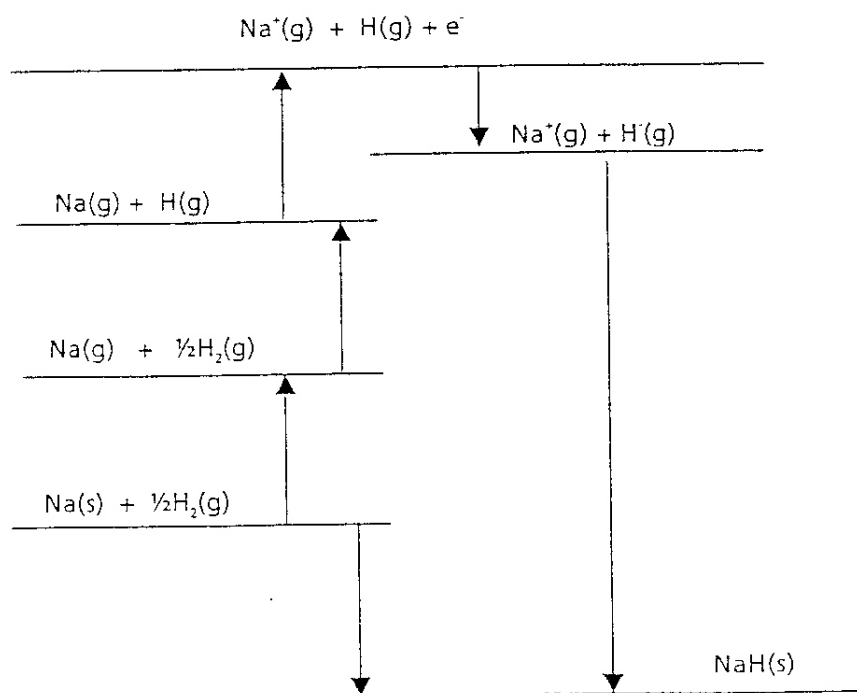 Na⁺(g) + H(g) + e⁻
Na⁺(g) + H⁻(g)
Na(g) + H(g)
Na(g) + ½H₂(g)
Na(s) + ½H₂(g)
NaH(s)